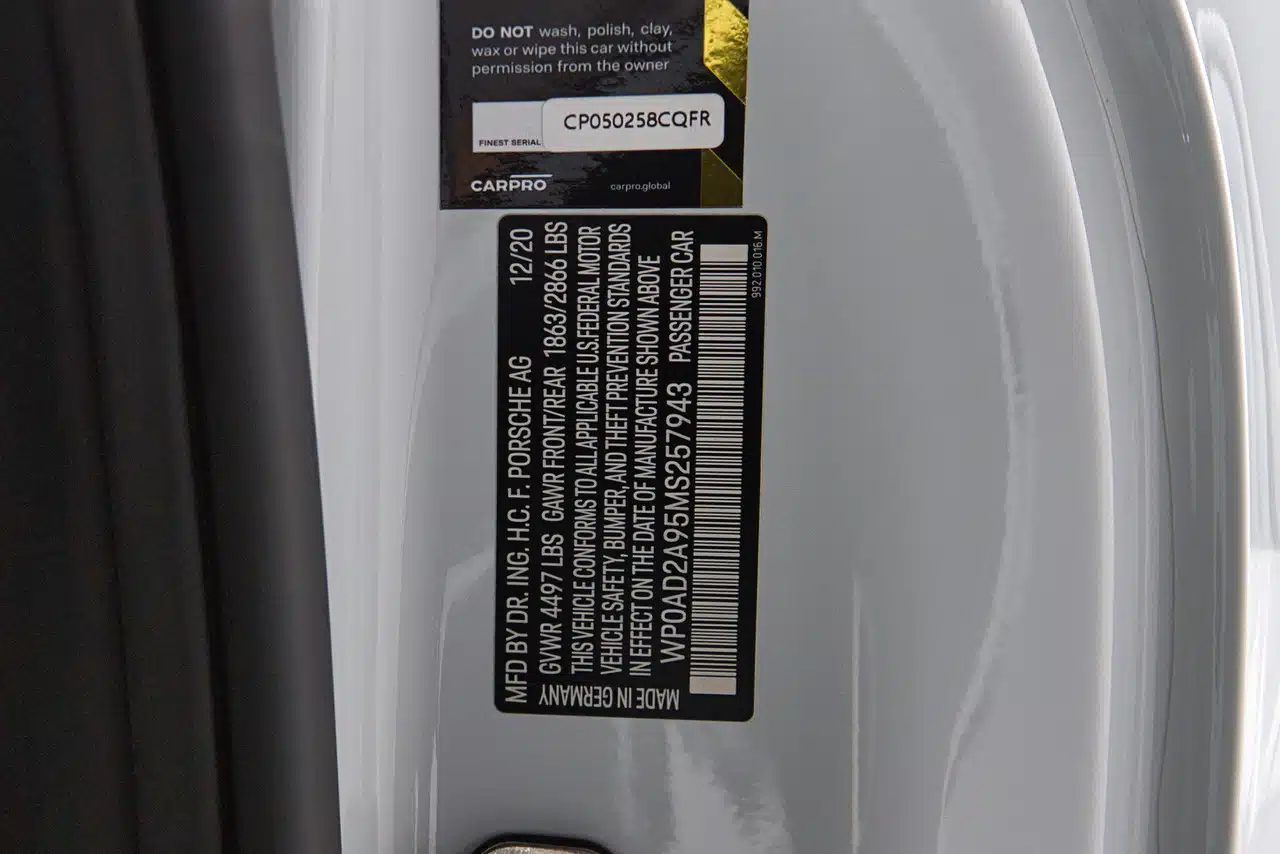 DO NOT wash, polish, clay,
wax or wipe this car without
permission from the owner
CP050258CQFR
FINEST SERIAL
CARPRO
carpro.global
MFD BY DR. ING. H.C. F. PORSCHE AG 12/20
GVWR 4497 LBS GAWR FRONT/REAR 1863/2866 LBS
THIS VEHICLE CONFORMS TO ALL APPLICABLE U.S.FEDERAL MOTOR
VEHICLE SAFETY, BUMPER, AND THEFT PREVENTION STANDARDS
IN EFFECT ON THE DATE OF MANUFACTURE SHOWN ABOVE
WP0AD2A95MS257943 PASSENGER CAR
992.010.016.M
MADE IN GERMANY